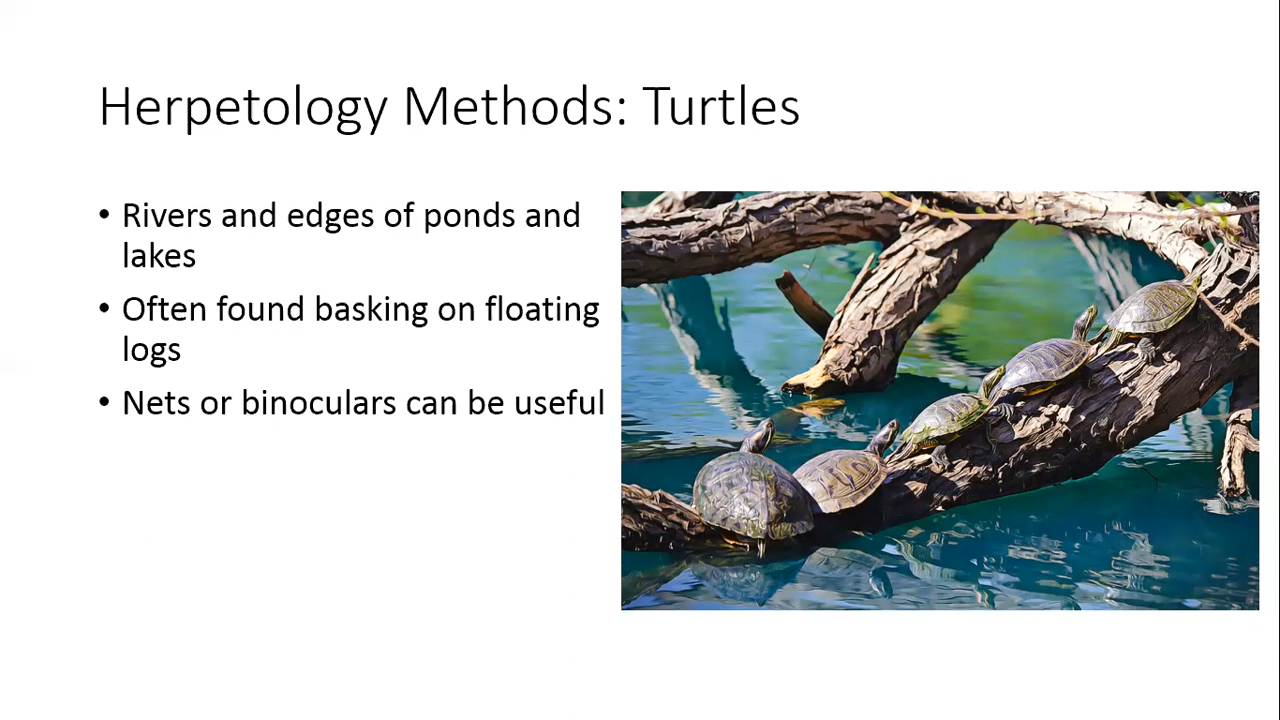 Herpetology Methods: Turtles
• Rivers and edges of ponds and
lakes
• Often found basking on floating
logs
• Nets or binoculars can be useful